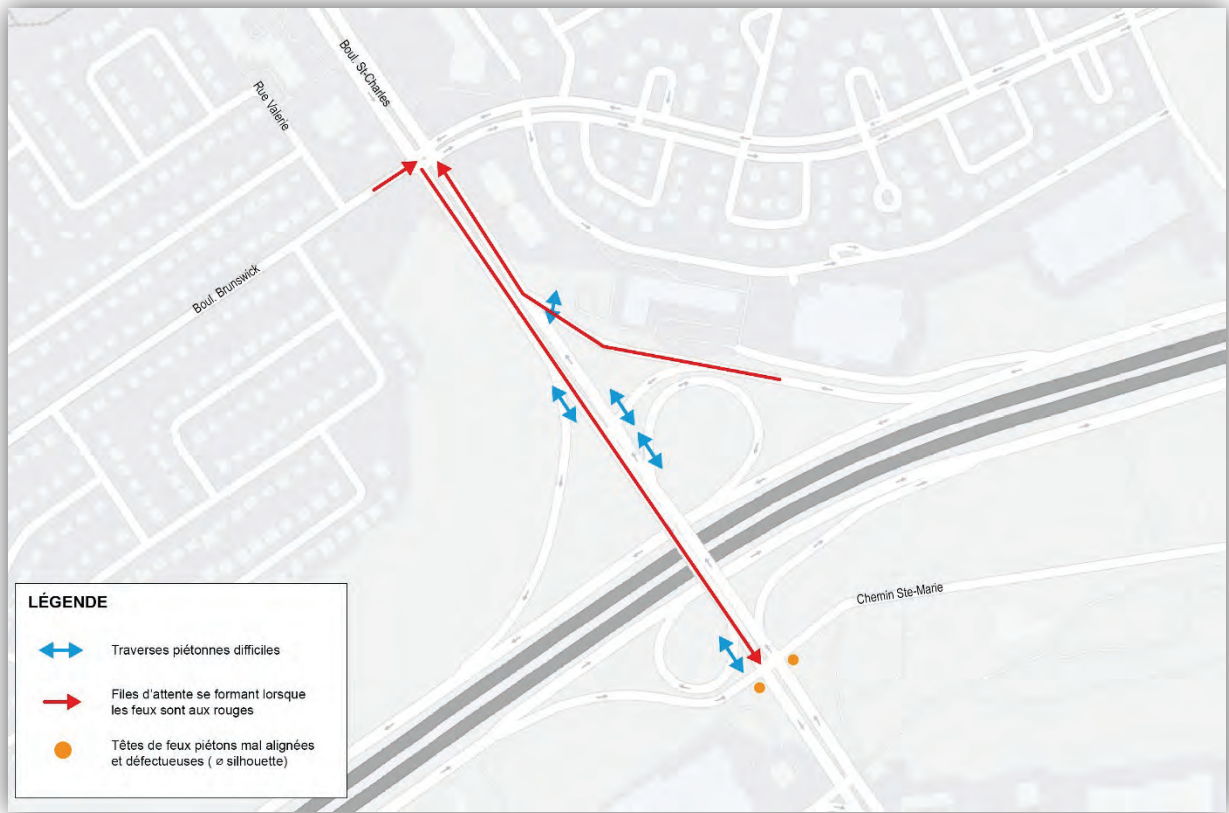 Boul. St-Charles
Rue Valerie
Boul. Brunswick
Chemin Ste-Marie
LÉGENDE
Traverses piétonnes difficiles
Files d'attente se formant lorsque
les feux sont aux rouges
Têtes de feux piétons mal alignées
et défectueuses ( ø silhouette)